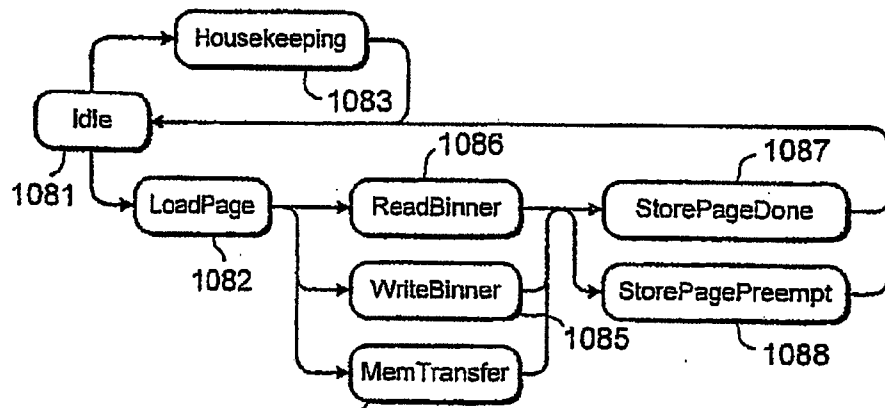 Housekeeping
1083
Idle
1081
1086
1087
LoadPage
ReadBinner
StorePageDone
1082
WriteBinner
StorePagePreempt
1085
1088
MemTransfer